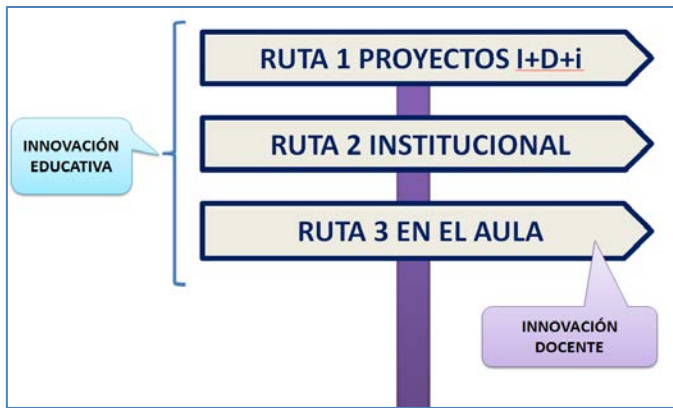 RUTA 1 PROYECTOS I+D+i
INNOVACIÓN
EDUCATIVA
RUTA 2 INSTITUCIONAL
RUTA 3 EN EL AULA
INNOVACIÓN
DOCENTE